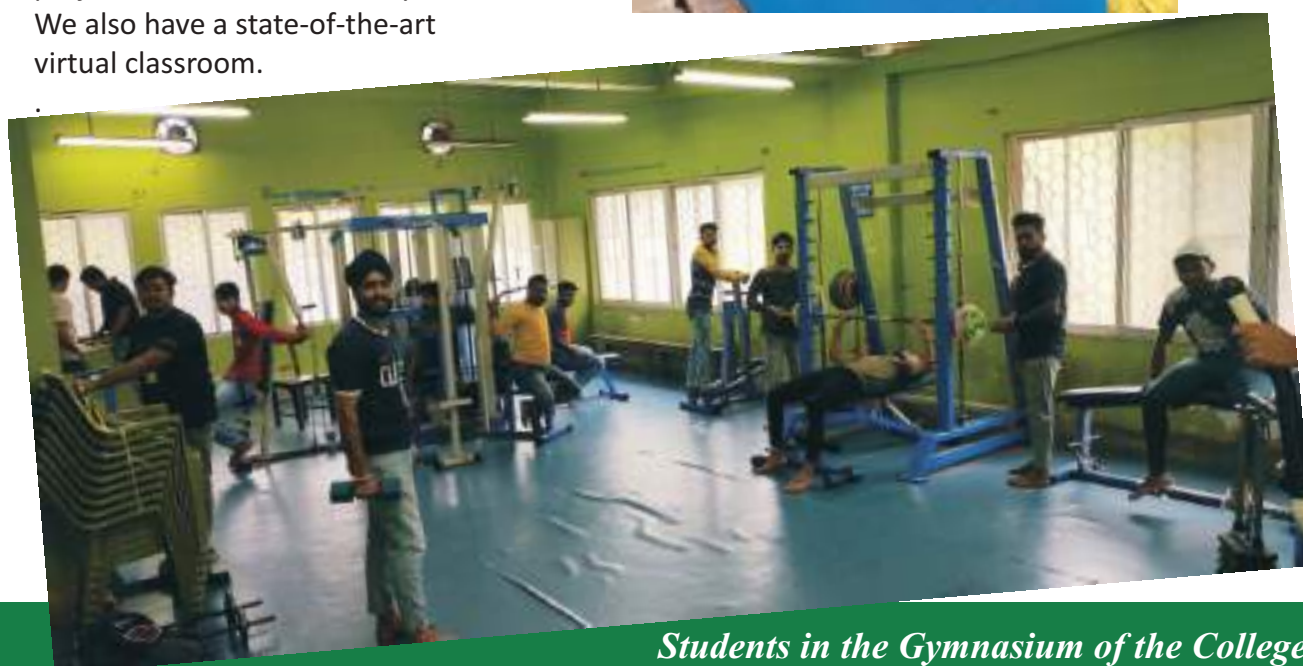 We also have a state-of-the-art
virtual classroom.
.
Students in the Gymnasium of the College